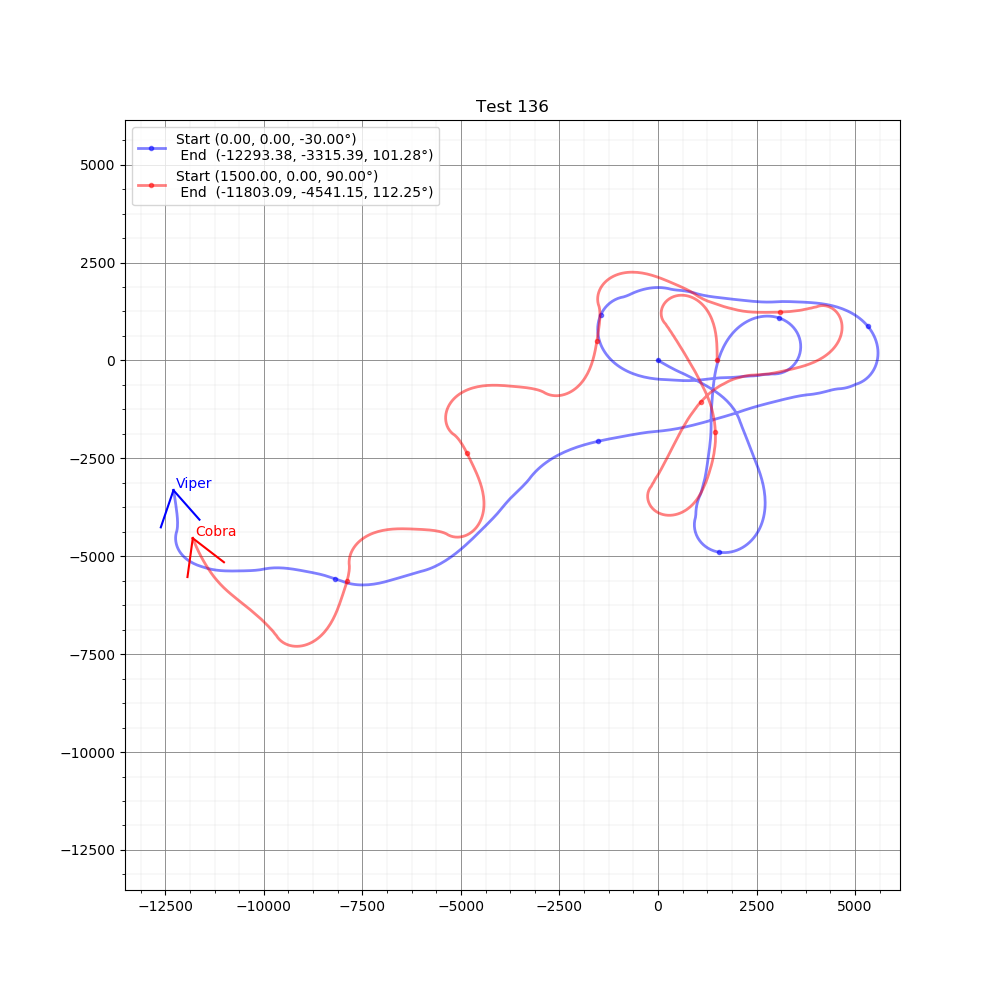 Test 136
Start (0.00, 0.00, -30.00°)
End (-12293.38, -3315.39, 101.28°)
Start (1500.00, 0.00, 90.00°)
End (-11803.09, -4541.15, 112.25°)
5000
2500
0
−2500
−5000
−7500
−10000
−12500
Viper
Cobra
−12500 −10000 −7500 −5000 −2500 0 2500 5000